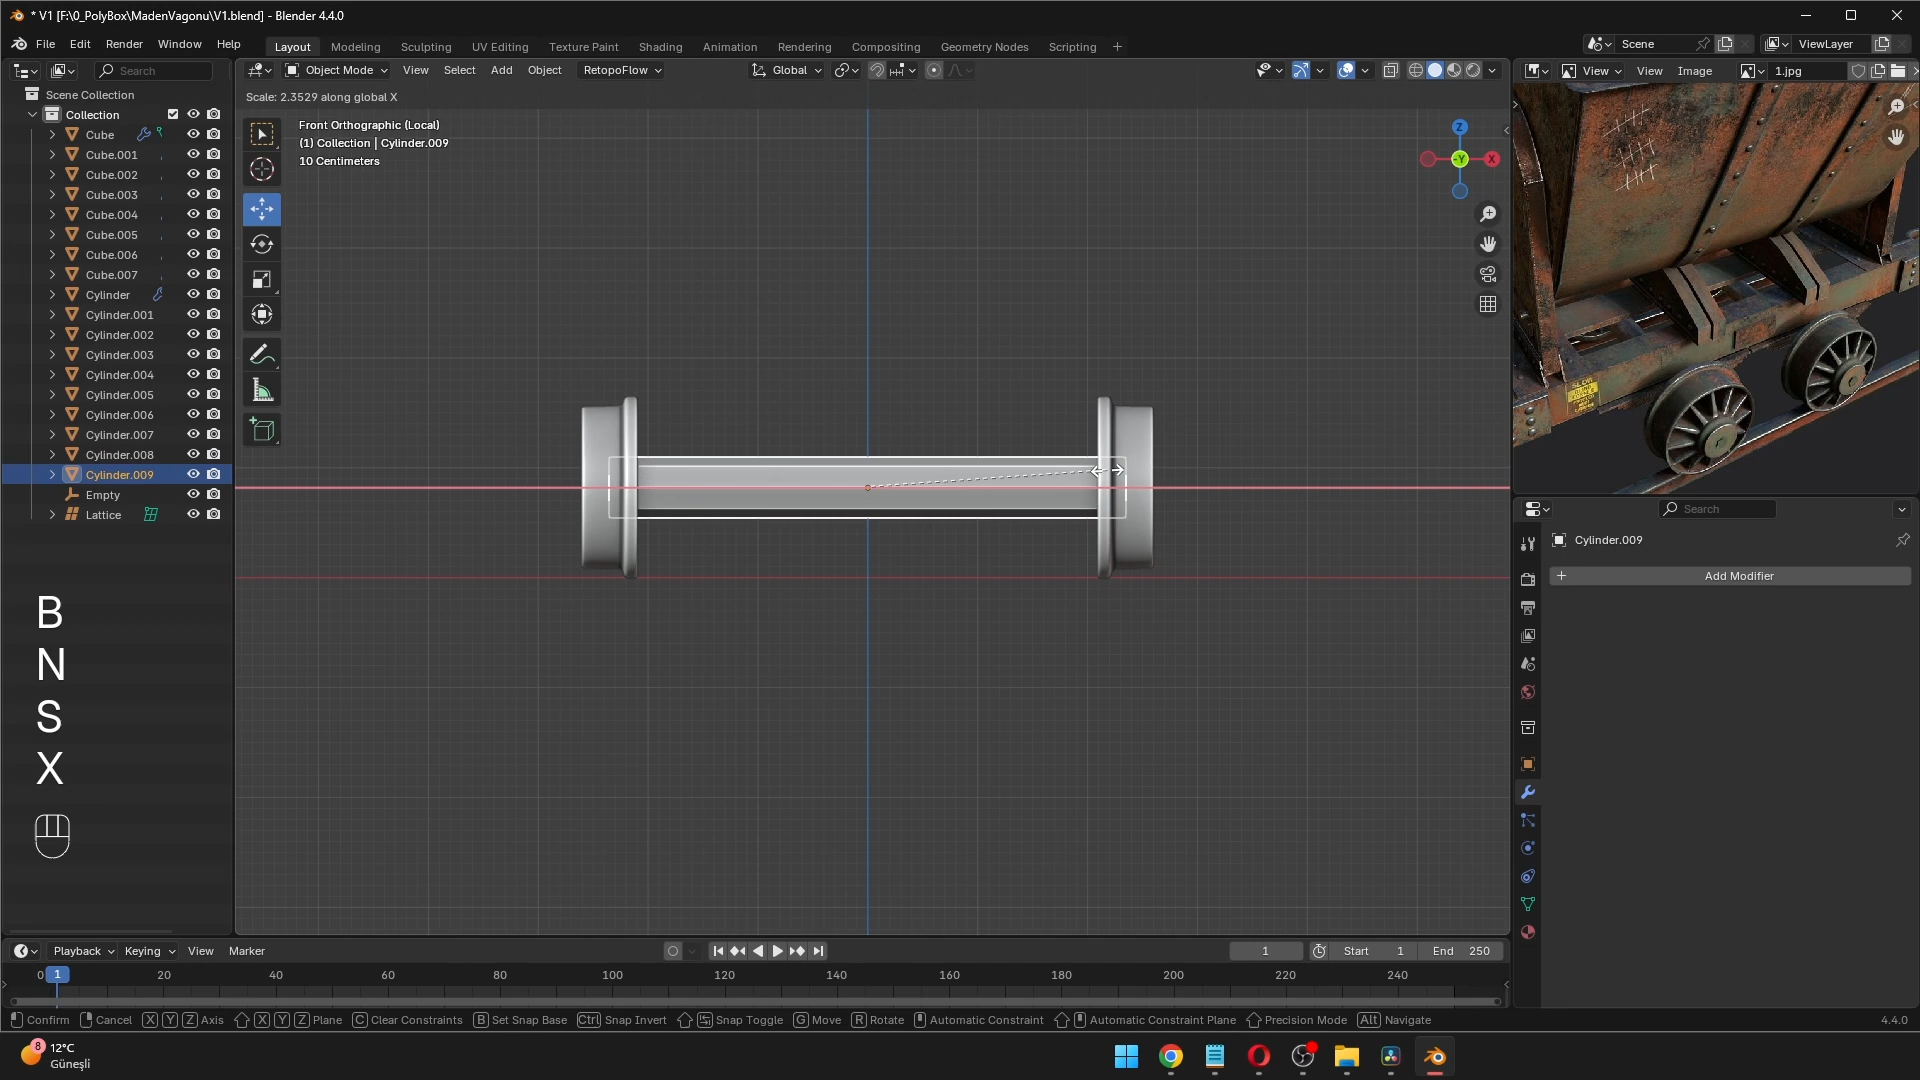 * V1 [F:\0_PolyBox\MadenVagonu\V1.blend] - Blender 4.4.0
File Edit Render Window Help
Layout Modeling Sculpting UV Editing Texture Paint Shading Animation Rendering Compositing Geometry Nodes Scripting +
Scene
ViewLayer
Search
Object Mode View Select Add Object RetopoFlow
Global
View View Image 1.jpg
Scene Collection
Collection
Cube
Cube.001
Cube.002
Cube.003
Cube.004
Cube.005
Cube.006
Cube.007
Cylinder
Cylinder.001
Cylinder.002
Cylinder.003
Cylinder.004
Cylinder.005
Cylinder.006
Cylinder.007
Cylinder.008
Cylinder.009
Empty
Lattice
Scale: 2.3529 along global X
Front Orthographic (Local)
(1) Collection | Cylinder.009
10 Centimeters
Z
-Y
X
B
N
S
X
Search
Cylinder.009
+ Add Modifier
Playback Keying View Marker
1
Start 1
End 250
0 1 20 40 60 80 100 120 140 160 180 200 220 240
Confirm Cancel X Y Z Axis X Y Z Plane C Clear Constraints B Set Snap Base Ctrl Snap Invert Snap Toggle G Move R Rotate Automatic Constraint Automatic Constraint Plane Precision Mode Alt Navigate
4.4.0
8
12°C
Güneşli